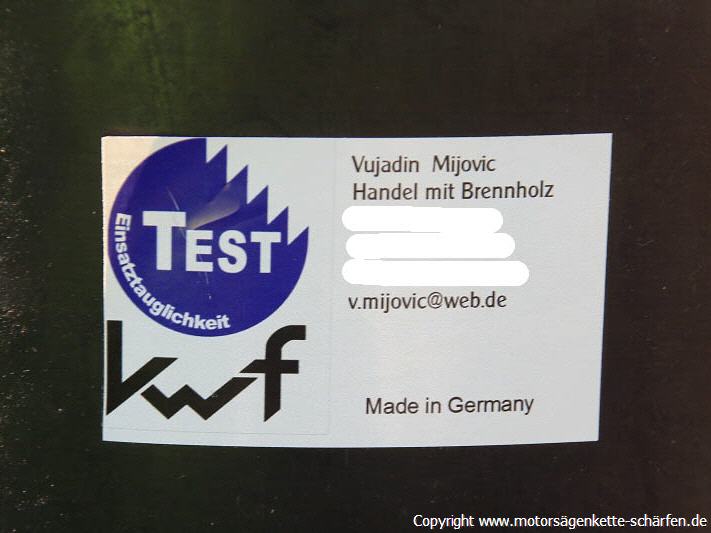 TEST
Einsatztauglichkeit
kwf
Vujadin Mijovic
Handel mit Brennholz
v.mijovic@web.de
Made in Germany
Copyright www.motorsägenkette-schärfen.de